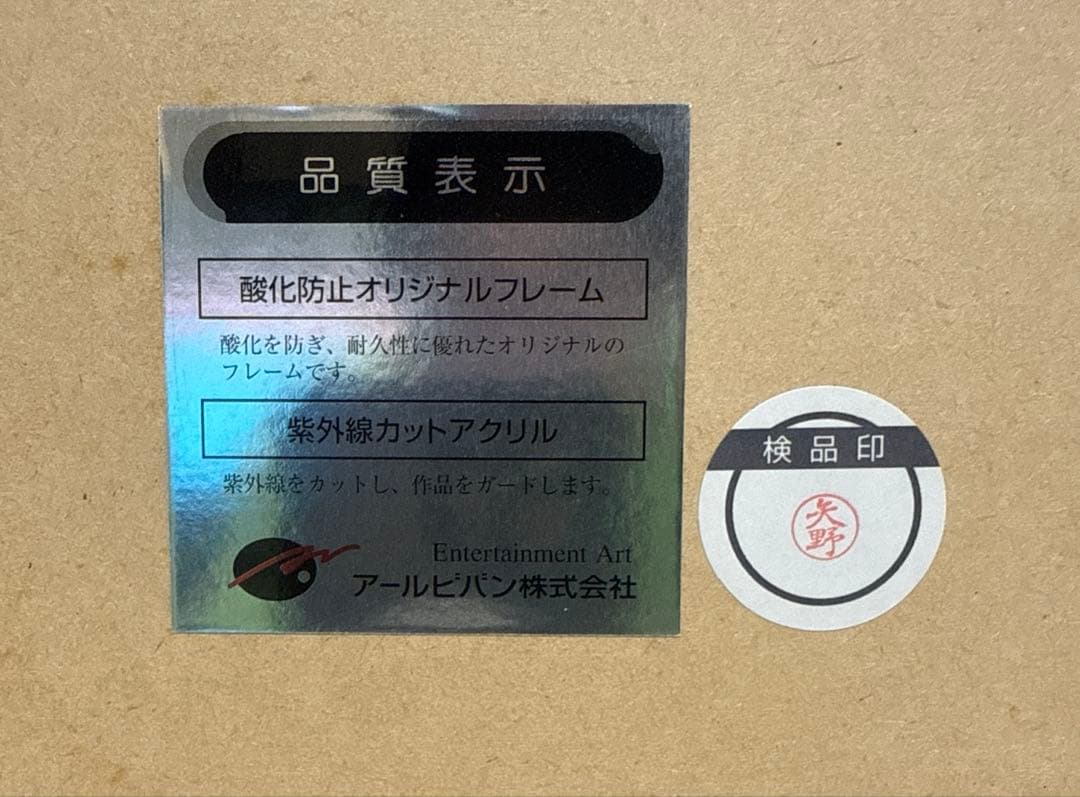 品質表示
酸化防止オリジナルフレーム
酸化を防ぎ、耐久性に優れたオリジナルの
フレームです。
紫外線カットアクリル
紫外線をカットし、作品をガードします。
Entertainment Art
アールビバン株式会社
検品印
矢野